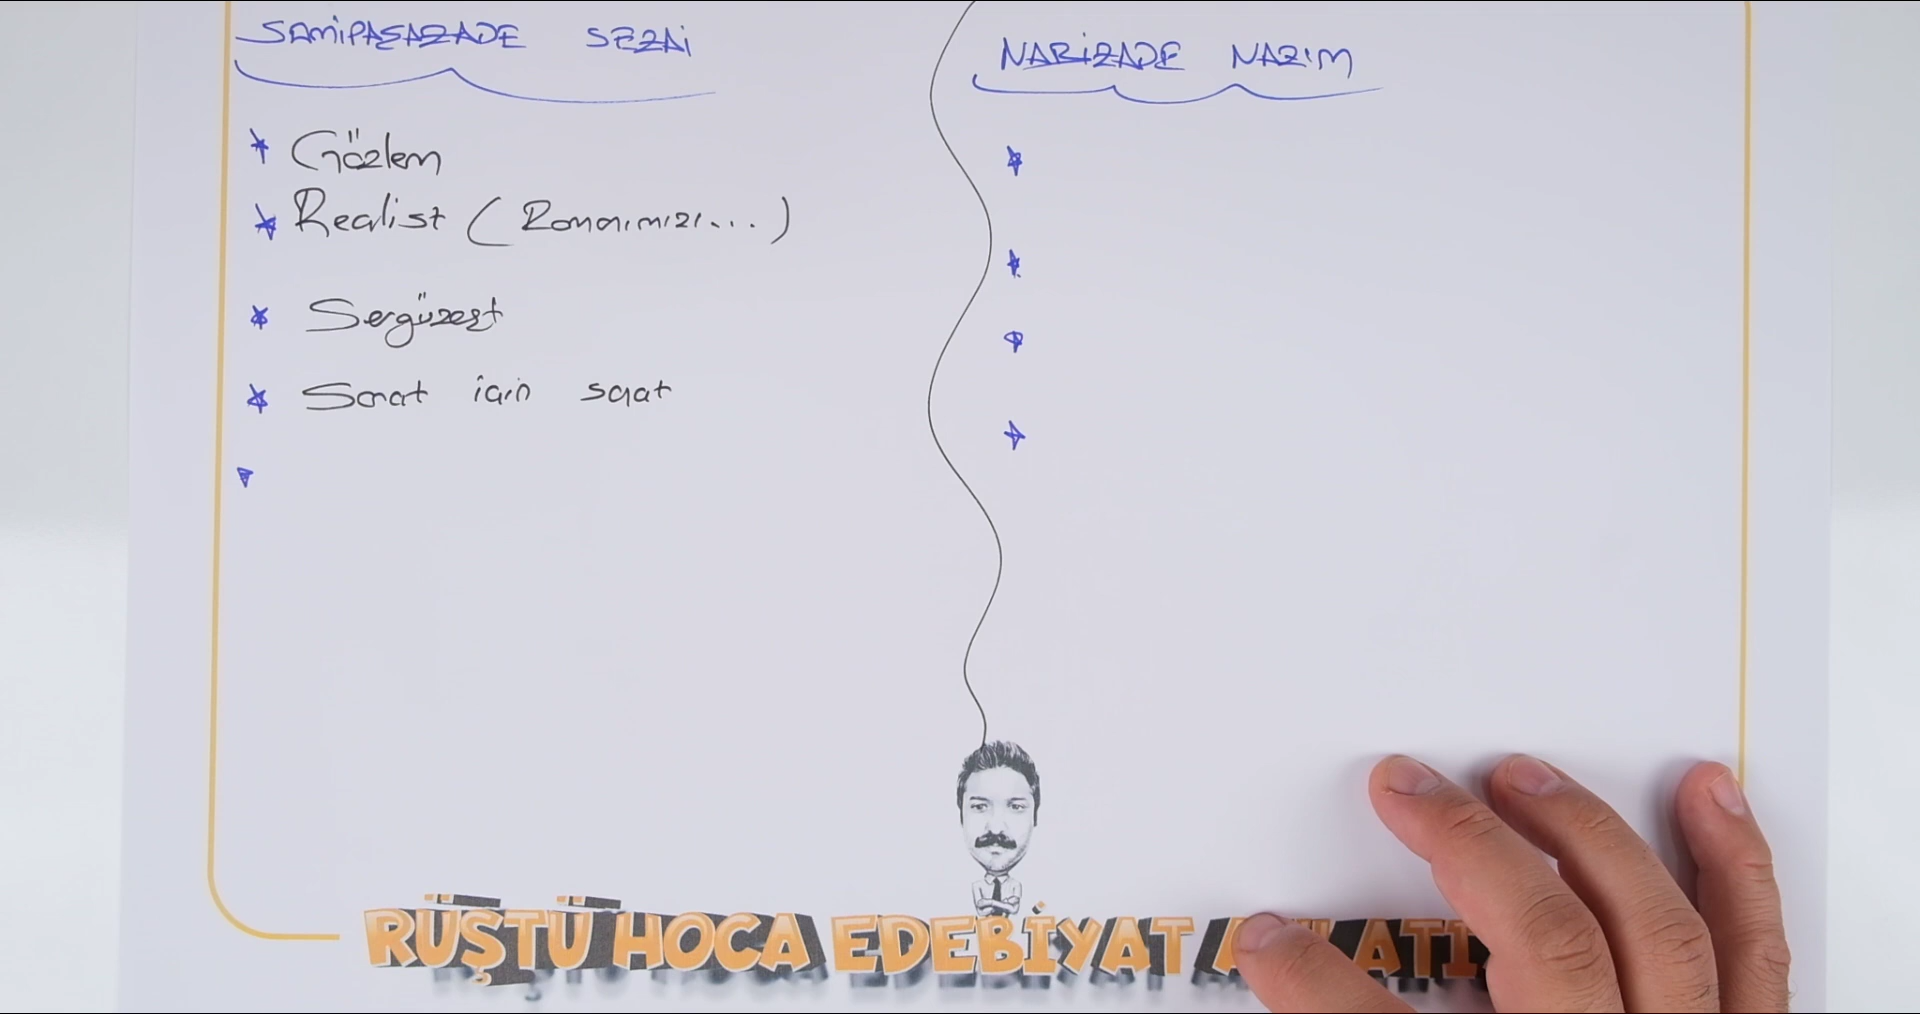 SAMİPAŞAZADE SEZAİ
Gözlem
Realist (Romanımızı...)
Sergüzeşt
Sanat için sanat
NABİZADE NAZIM
RÜŞTÜ HOCA EDEBİYAT